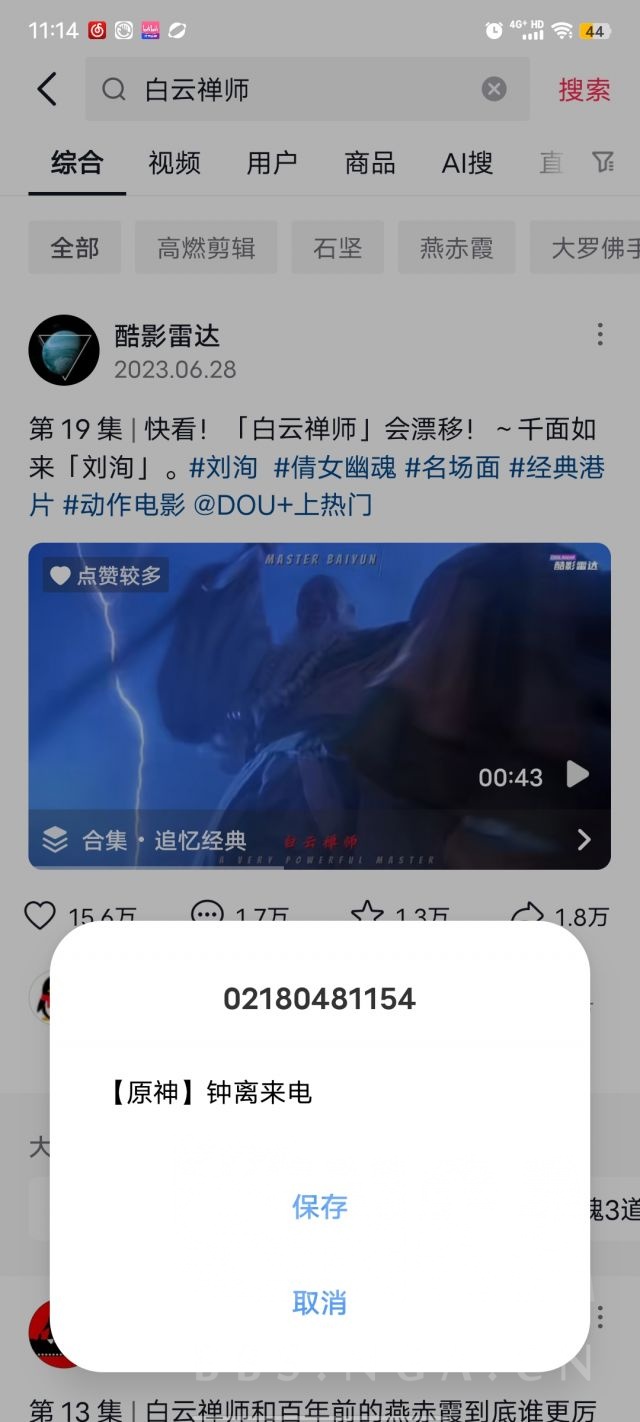 11:14
4G+ HD
44
白云禅师
搜索
综合 视频 用户 商品 AI搜 直
全部 高燃剪辑 石坚 燕赤霞 大罗佛手
酷影雷达
2023.06.28
第 19 集 | 快看！「白云禅师」会漂移！~千面如
来「刘洵」。#刘洵 #倩女幽魂 #名场面 #经典港
片 #动作电影 @DOU+上热门
点赞较多
MASTER BAIYUN
酷影雷达
00:43
合集 · 追忆经典
白云禅师
A VERY POWERFUL MASTER
15.6万 1.7万 1.3万 1.8万
02180481154
【原神】钟离来电
大
保存
魂3道
取消
BBS.NGA.CN
第 13 集 | 白云禅师和百年前的燕赤霞到底谁更厉